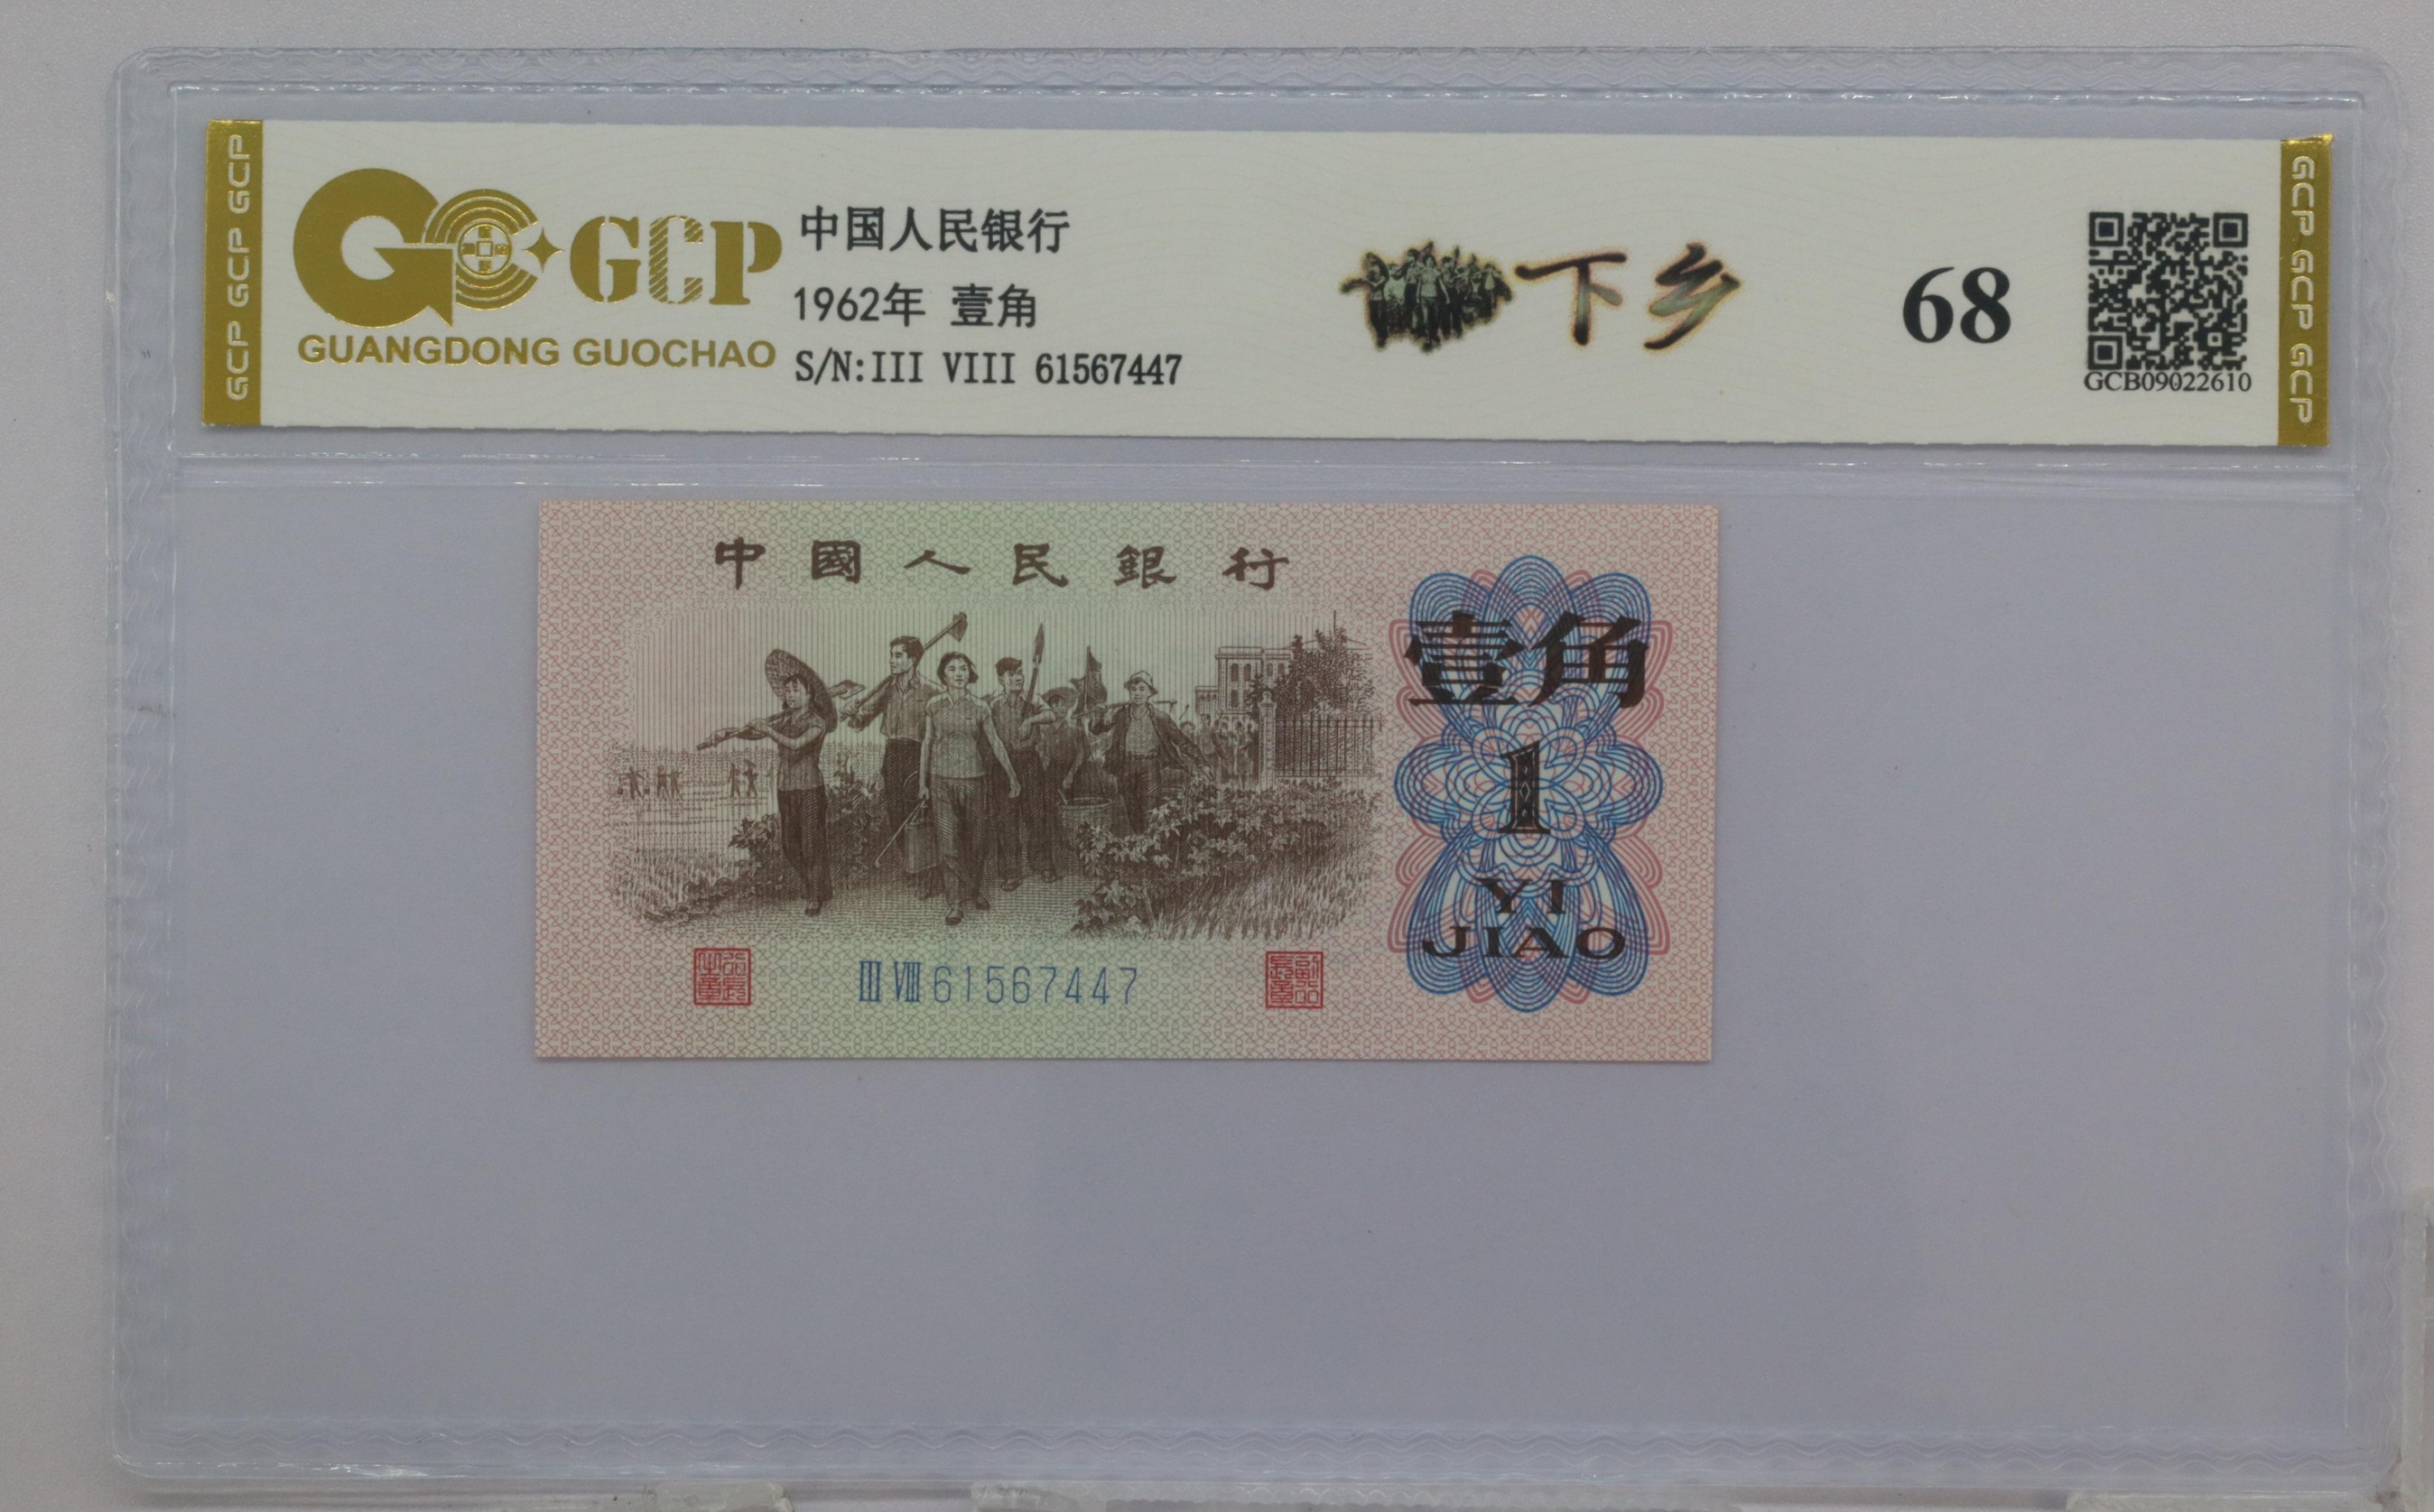 GCP GCP GCP
GCP
GUANGDONG GUOCHAO
中国人民银行
1962年 壹角
S/N:III VIII 61567447
下乡
68
GCB09022610
GCP GCP GCP
中國人民銀行
壹角
1
YI
JIAO
III VIII 61567447